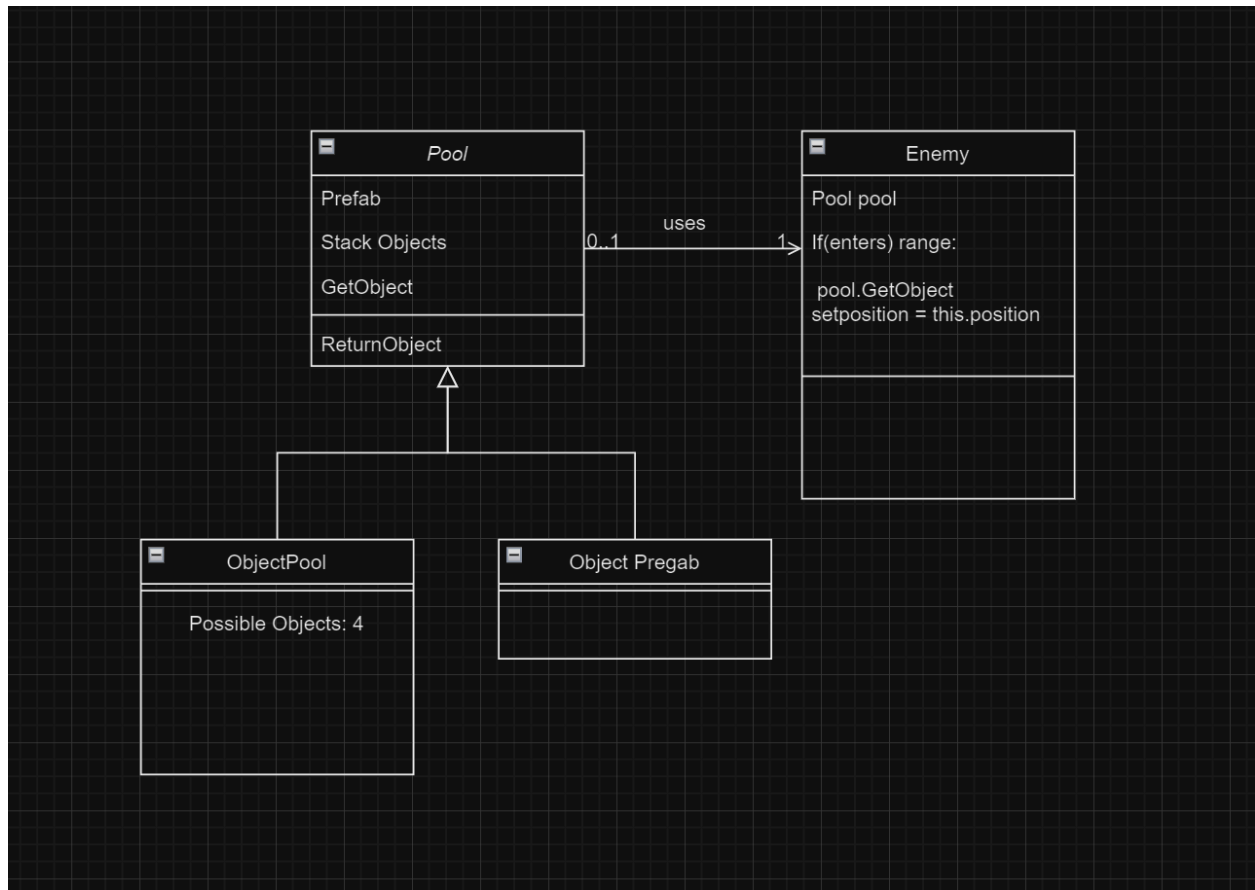 Pool
Prefab
Stack Objects
GetObject
ReturnObject
0..1
uses
1
Enemy
Pool pool
If(enters) range:
pool.GetObject
setposition = this.position
ObjectPool
Possible Objects: 4
Object Pregab